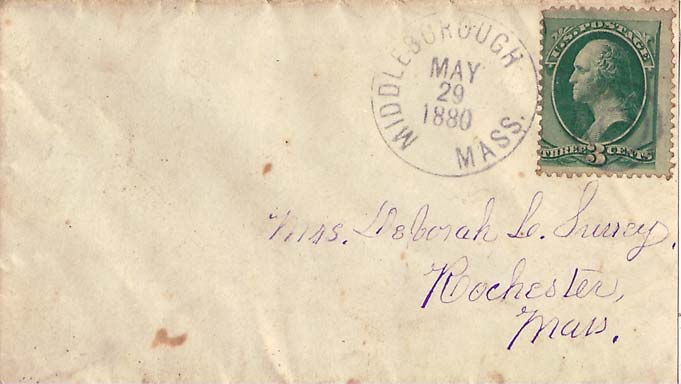 MIDDLEBOROUGH
MAY
29
1880
MASS.
U.S. POSTAGE
THREE 3 CENTS
Mrs. Deborah
Rochester,
Mass.